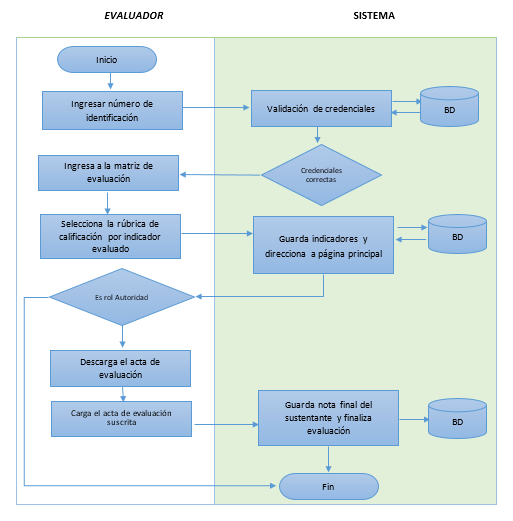 EVALUADOR
SISTEMA
Inicio
Ingresar número de
identificación
Validación de credenciales
BD
Credenciales
correctas
Ingresa a la matriz de
evaluación
Selecciona la rúbrica de
calificación por indicador
evaluado
Guarda indicadores y
direcciona a página principal
BD
Es rol Autoridad
Descarga el acta de
evaluación
Carga el acta de evaluación
suscrita
Guarda nota final del
sustentante y finaliza
evaluación
BD
Fin